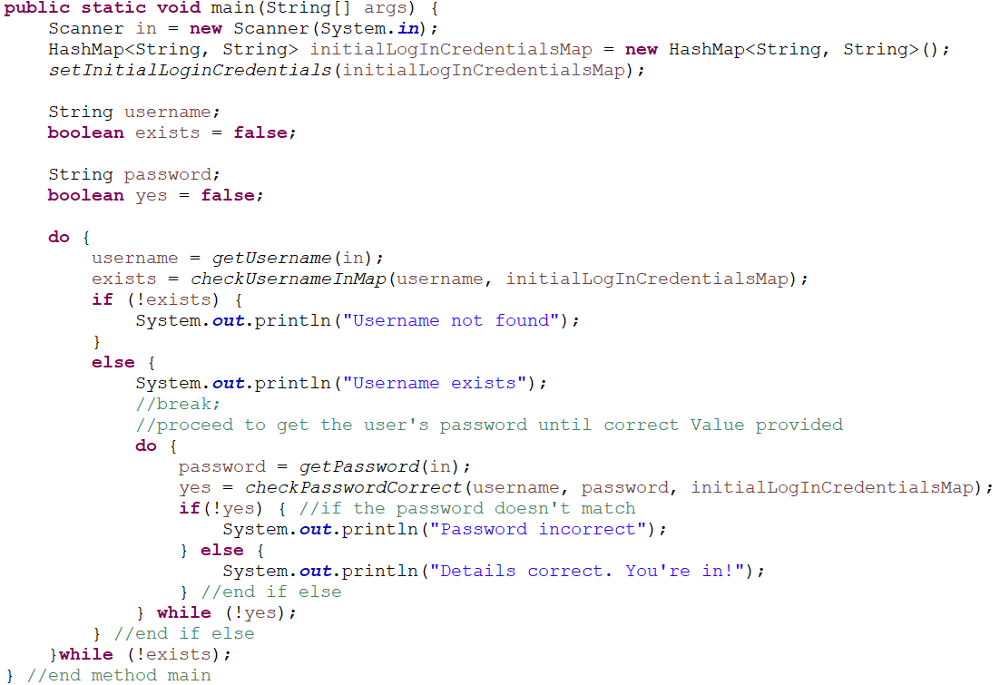 public static void main(String[] args) {
Scanner in = new Scanner(System.in);
HashMap<String, String> initialLogInCredentialsMap = new HashMap<String, String>();
setInitialLoginCredentials(initialLogInCredentialsMap);
String username;
boolean exists = false;
String password;
boolean yes = false;
do {
username = getUsername(in);
exists = checkUsernameInMap(username, initialLogInCredentialsMap);
if (!exists) {
System.out.println("Username not found");
}
else {
System.out.println("Username exists");
//break;
//proceed to get the user's password until correct Value provided
do {
password = getPassword(in);
yes = checkPasswordCorrect(username, password, initialLogInCredentialsMap);
if(!yes) { //if the password doesn't match
System.out.println("Password incorrect");
} else {
System.out.println("Details correct. You're in!");
} //end if else
} while (!yes);
} //end if else
}while (!exists);
} //end method main